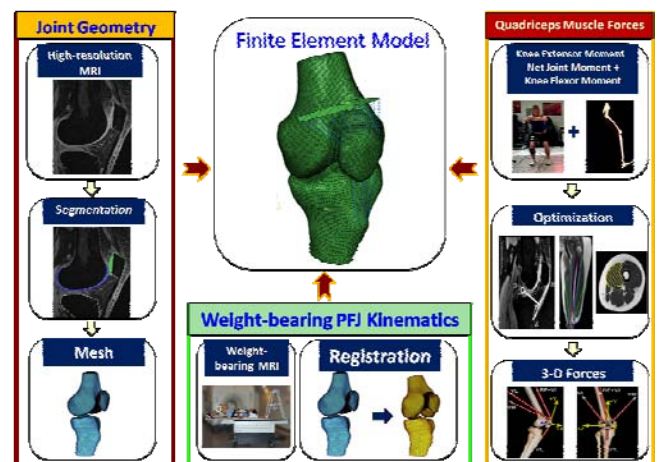 Joint Geometry
High-resolution
MRI
Segmentation
Mesh
Finite Element Model
Weight-bearing PFJ Kinematics
Weight-
bearing MRI
Registration
Quadriceps Muscle Forces
Knee Extensor Moment
Net Joint Moment +
Knee Flexor Moment
+
Optimization
3-D Forces